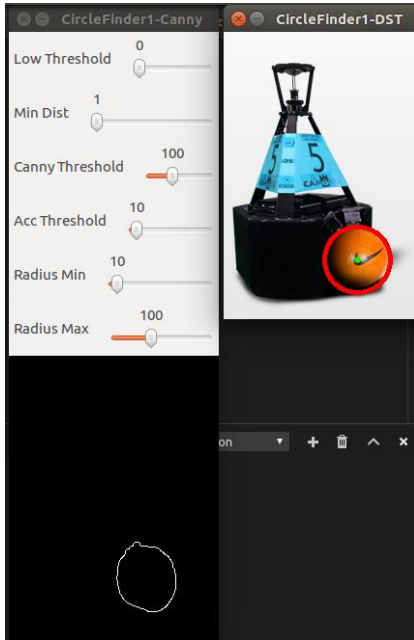 CircleFinder1-Canny
Low Threshold
0
Min Dist
1
Canny Threshold
100
Acc Threshold
10
Radius Min
10
Radius Max
100
CircleFinder1-DST
5
5
on